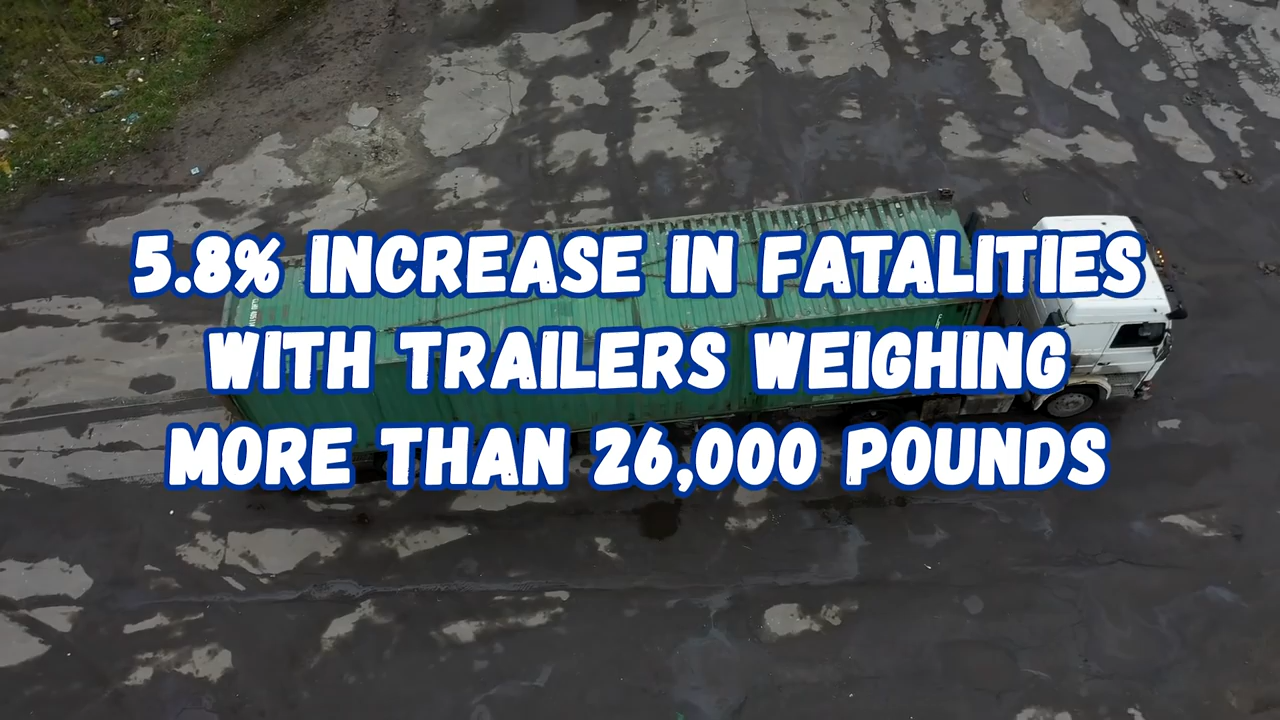 5.8% INCREASE IN FATALITIES
WITH TRAILERS WEIGHING
MORE THAN 26,000 POUNDS